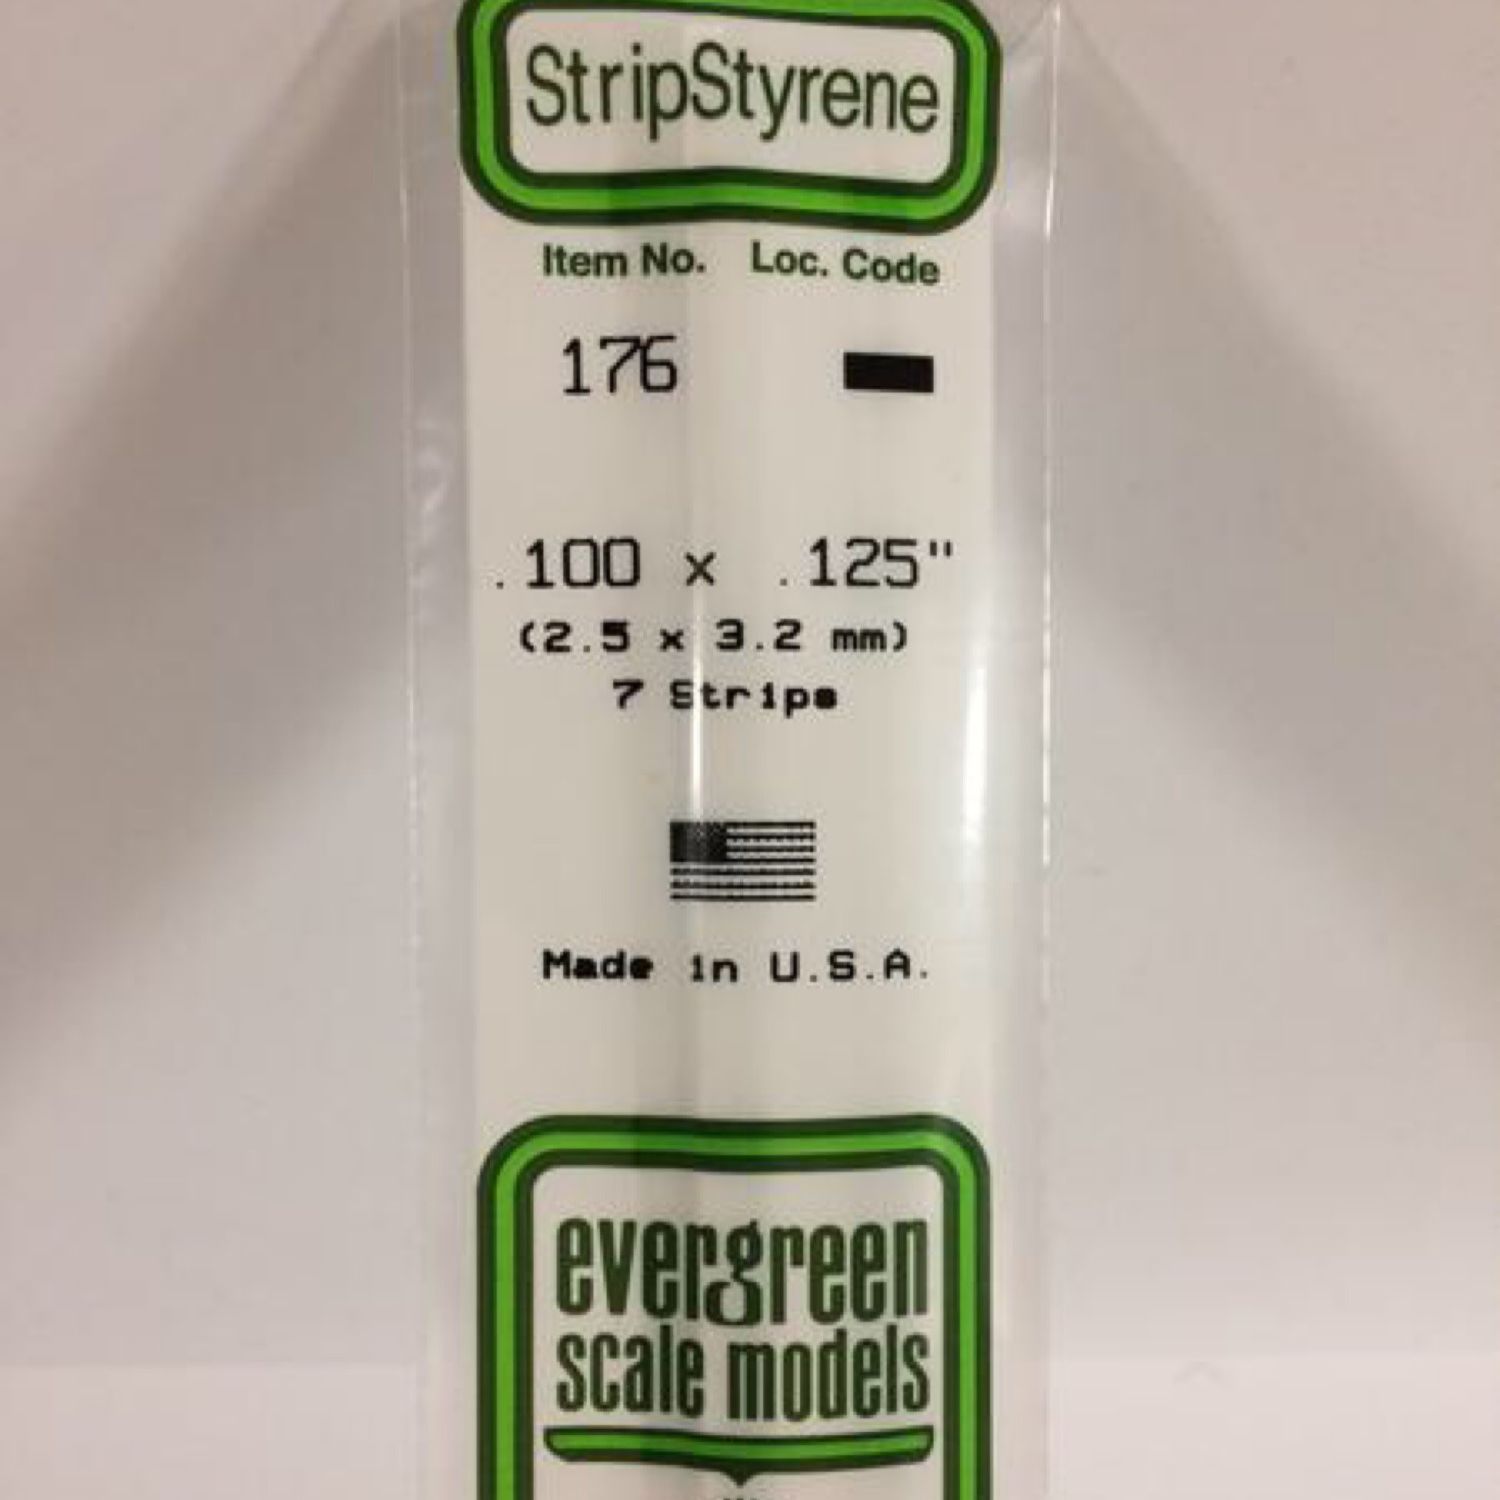 StripStyrene
Item No. Loc. Code
176
.100 x .125"
(2.5 x 3.2 mm)
7 Strips
Made in U.S.A.
evergreen
scale models